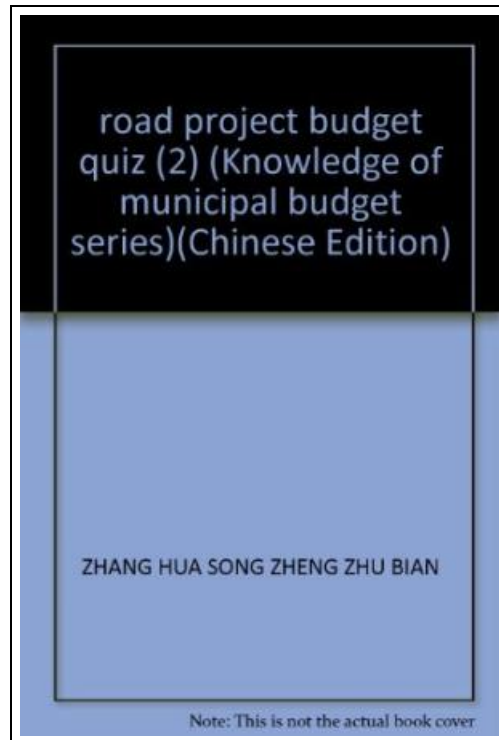 road project budget
quiz (2) (Knowledge of
municipal budget
series)(Chinese Edition)
ZHANG HUA SONG ZHENG ZHU BIAN
Note: This is not the actual book cover